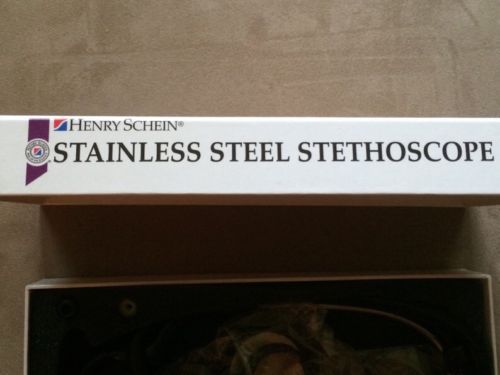 HENRY SCHEIN®
STAINLESS STEEL STETHOSCOPE